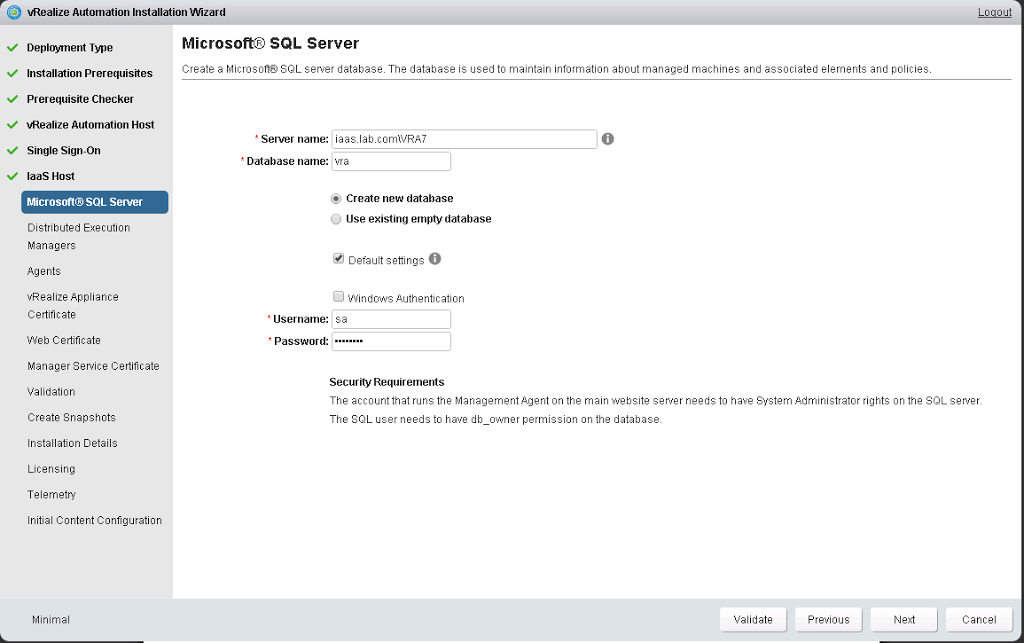 vRealize Automation Installation Wizard
Logout
Deployment Type
Installation Prerequisites
Prerequisite Checker
vRealize Automation Host
Single Sign-On
IaaS Host
Microsoft® SQL Server
Distributed Execution
Managers
Agents
vRealize Appliance
Certificate
Web Certificate
Manager Service Certificate
Validation
Create Snapshots
Installation Details
Licensing
Telemetry
Initial Content Configuration
Minimal
Microsoft® SQL Server
Create a Microsoft® SQL server database. The database is used to maintain information about managed machines and associated elements and policies.
* Server name: iaas.lab.com\VRA7
* Database name: vra
Create new database
Use existing empty database
Default settings
Windows Authentication
* Username: sa
* Password: ••••••••
Security Requirements
The account that runs the Management Agent on the main website server needs to have System Administrator rights on the SQL server.
The SQL user needs to have db_owner permission on the database.
Validate Previous Next Cancel